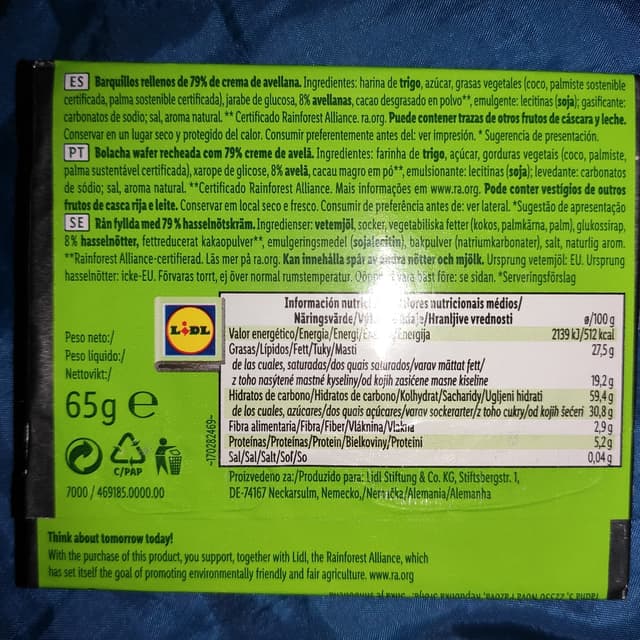 ES Barquillos rellenos de 79% de crema de avellana. Ingredientes: harina de trigo, azúcar, grasas vegetales (coco, palmiste sostenible
certificada, palma sostenible certificada), jarabe de glucosa, 8% avellanas, cacao desgrasado en polvo**, emulgente: lecitinas (soja); gasificante:
carbonatos de sodio; sal, aroma natural. ** Certificado Rainforest Alliance. ra.org. Puede contener trazas de otros frutos de cáscara y leche.
Conservar en un lugar seco y protegido del calor. Consumir preferentemente antes del: ver impresión. * Sugerencia de presentación.
PT Bolacha wafer recheada com 79% creme de avelã. Ingredientes: farinha de trigo, açúcar, gorduras vegetais (coco, palmiste,
palma sustentável certificada), xarope de glicose, 8% avelã, cacau magro em pó**, emulsionante: lecitinas (soja); levedante: carbonatos
de sódio; sal, aroma natural. **Certificado Rainforest Alliance. Mais informações em www.ra.org. Pode conter vestígios de outros
frutos de casca rija e leite. Conservar em local seco e fresco. Consumir de preferência antes de: ver lateral. *Sugestão de apresentação
SE Rån fyllda med 79 % hasselnötskräm. Ingredienser: vetemjöl, socker, vegetabiliska fetter (kokos, palmkärna, palm), glukossirap,
8% hasselnötter, fettreducerat kakaopulver**, emulgeringsmedel (sojalecitin), bakpulver (natriumkarbonater), salt, naturlig arom.
**Rainforest Alliance-certifierad. Läs mer på ra.org. Kan innehålla spår av andra nötter och mjölk. Ursprung vetemjöl: EU. Ursprung
hasselnötter: icke-EU. Förvaras torrt, ej över normal rumstemperatur. bäst före: se sidan. *Serveringsförslag
LIDL
Peso neto:/
Peso líquido:/
Nettovikt:/
65g e
C/PAP
7000 / 469185.0000.00
-170282469-
Información médios/
Näringsvärde/ /Hranljive vrednosti ø/100 g
Valor energético/Energia/Energi/ 2139 kJ/512 kcal
Grasas/Lípidos/Fett/Tuky/Masti 27,5 g
de las cuales, saturadas/dos quais saturados/varav mättat fett/
z toho nasýtené mastné kyseliny/od kojih zasićene masne kiseline 19,2 g
Hidratos de carbono/Hidratos de carbono/Kolhydrat/Sacharidy/Ugljeni hidrati 59,4 g
de los cuales, azúcares/dos quais açúcares/varav sockerarter/z toho cukry/od kojih šećeri 30,8 g
Fibra alimentaria/Fibra/Fiber/Vláknina/Vlakna 2,9 g
Proteínas/Proteínas/Protein/Bielkoviny/Proteini 5,2 g
Sal/Sal/Salt/Soľ/So 0,04 g
Proizvedeno za:/Produzido para: Lidl Stiftung & Co. KG, Stiftsbergstr. 1,
DE-74167 Neckarsulm, Nemecko,/Nemačka/Alemania/Alemanha
Think about tomorrow today!
With the purchase of this product, you support, together with Lidl, the Rainforest Alliance, which
has set itself the goal of promoting environmentally friendly and fair agriculture. www.ra.org